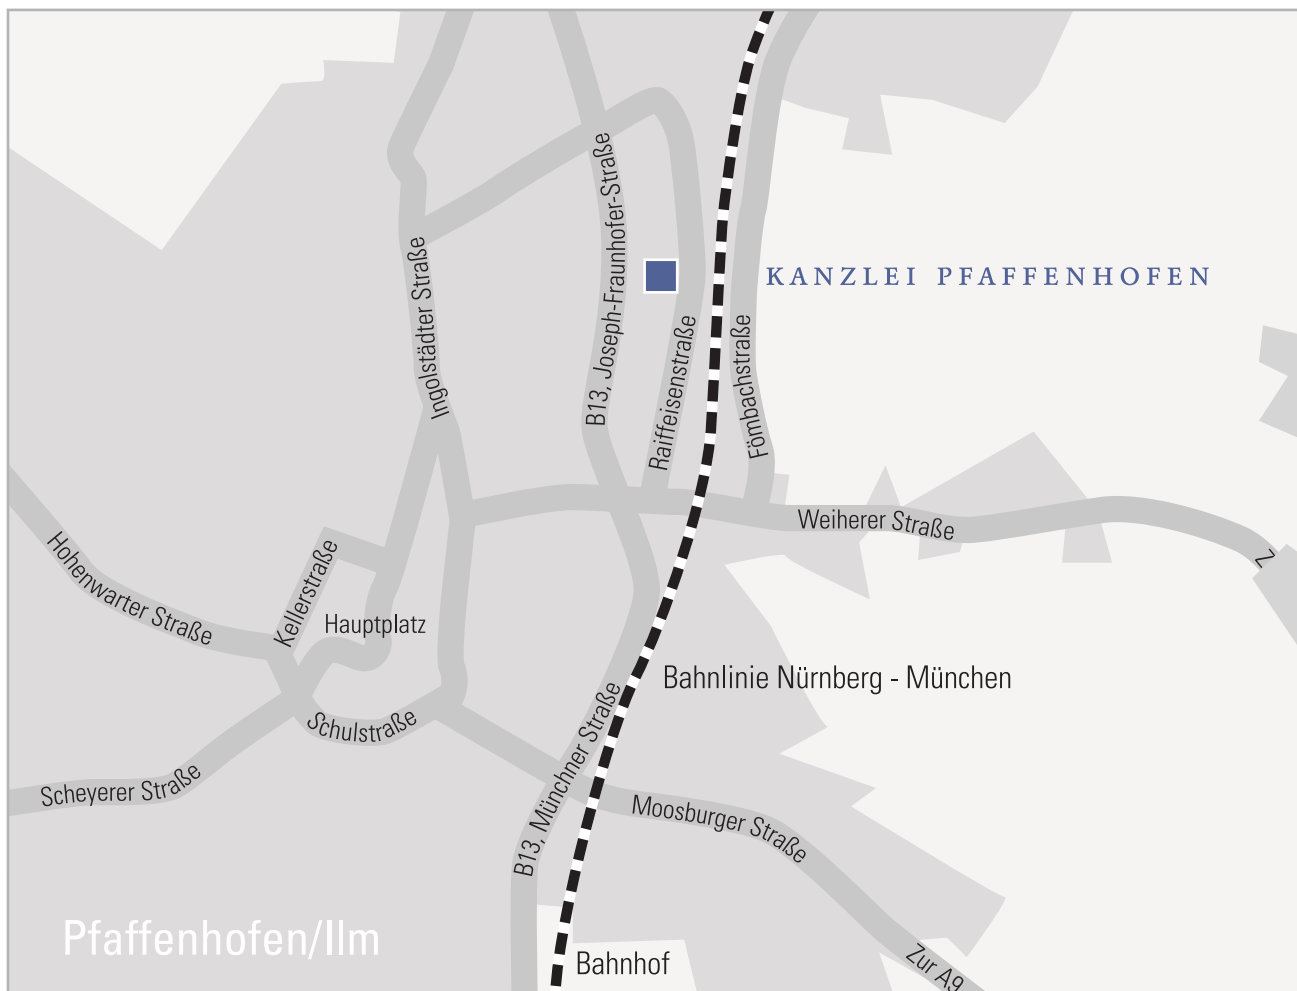 B13, Joseph-Fraunhofer-Straße
Ingolstädter Straße
KANZLEI PFAFFENHOFEN
Raiffeisenstraße
Fömbachstraße
Weiherer Straße
Z
Hohenwarter Straße
Kellerstraße
Hauptplatz
Bahnlinie Nürnberg - München
Schulstraße
B13, Münchner Straße
Scheyerer Straße
Moosburger Straße
Pfaffenhofen/Ilm
Bahnhof
Zur A9